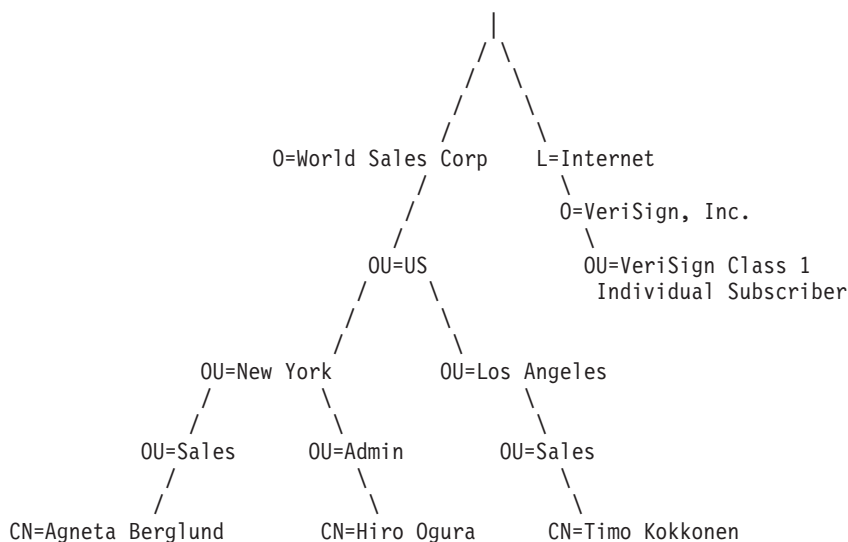 O=World Sales Corp L=Internet
O=VeriSign, Inc.
OU=US OU=VeriSign Class 1
Individual Subscriber
OU=New York OU=Los Angeles
OU=Sales OU=Admin OU=Sales
CN=Agneta Berglund CN=Hiro Ogura CN=Timo Kokkonen